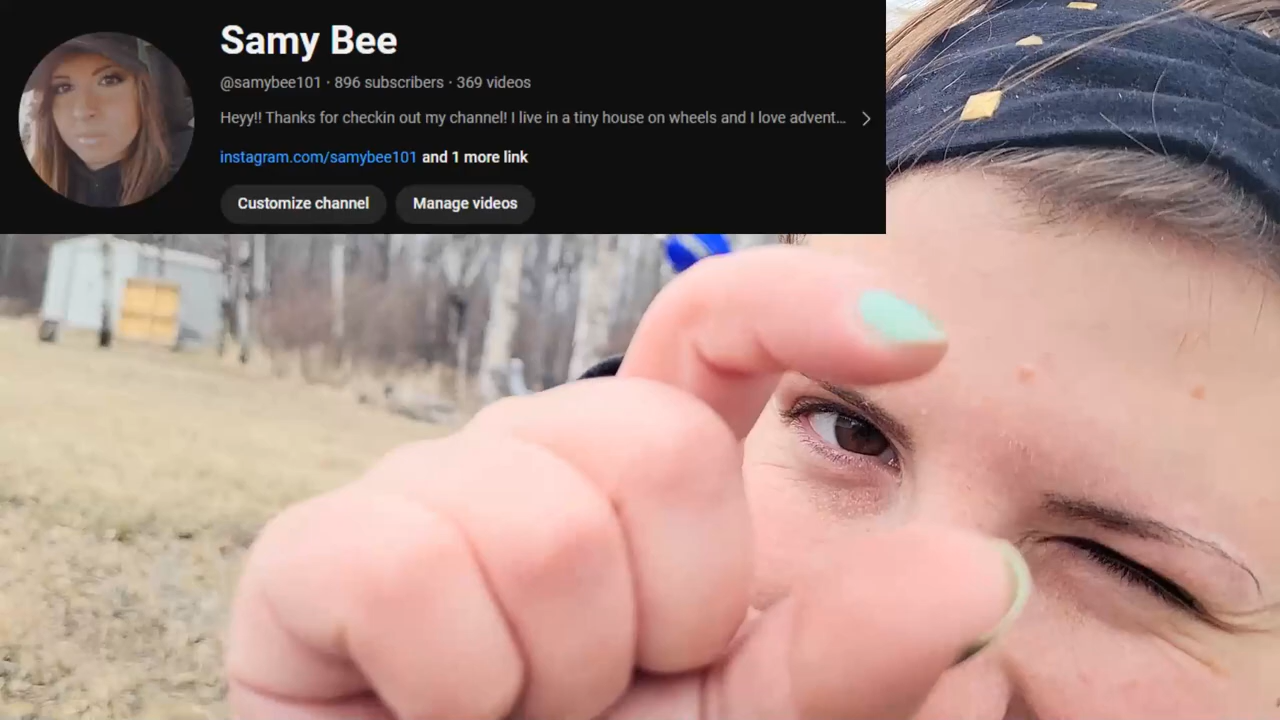 Samy Bee
@samybee101 · 896 subscribers · 369 videos
Heyy!! Thanks for checkin out my channel! I live in a tiny house on wheels and I love advent...
instagram.com/samybee101 and 1 more link
Customize channel Manage videos